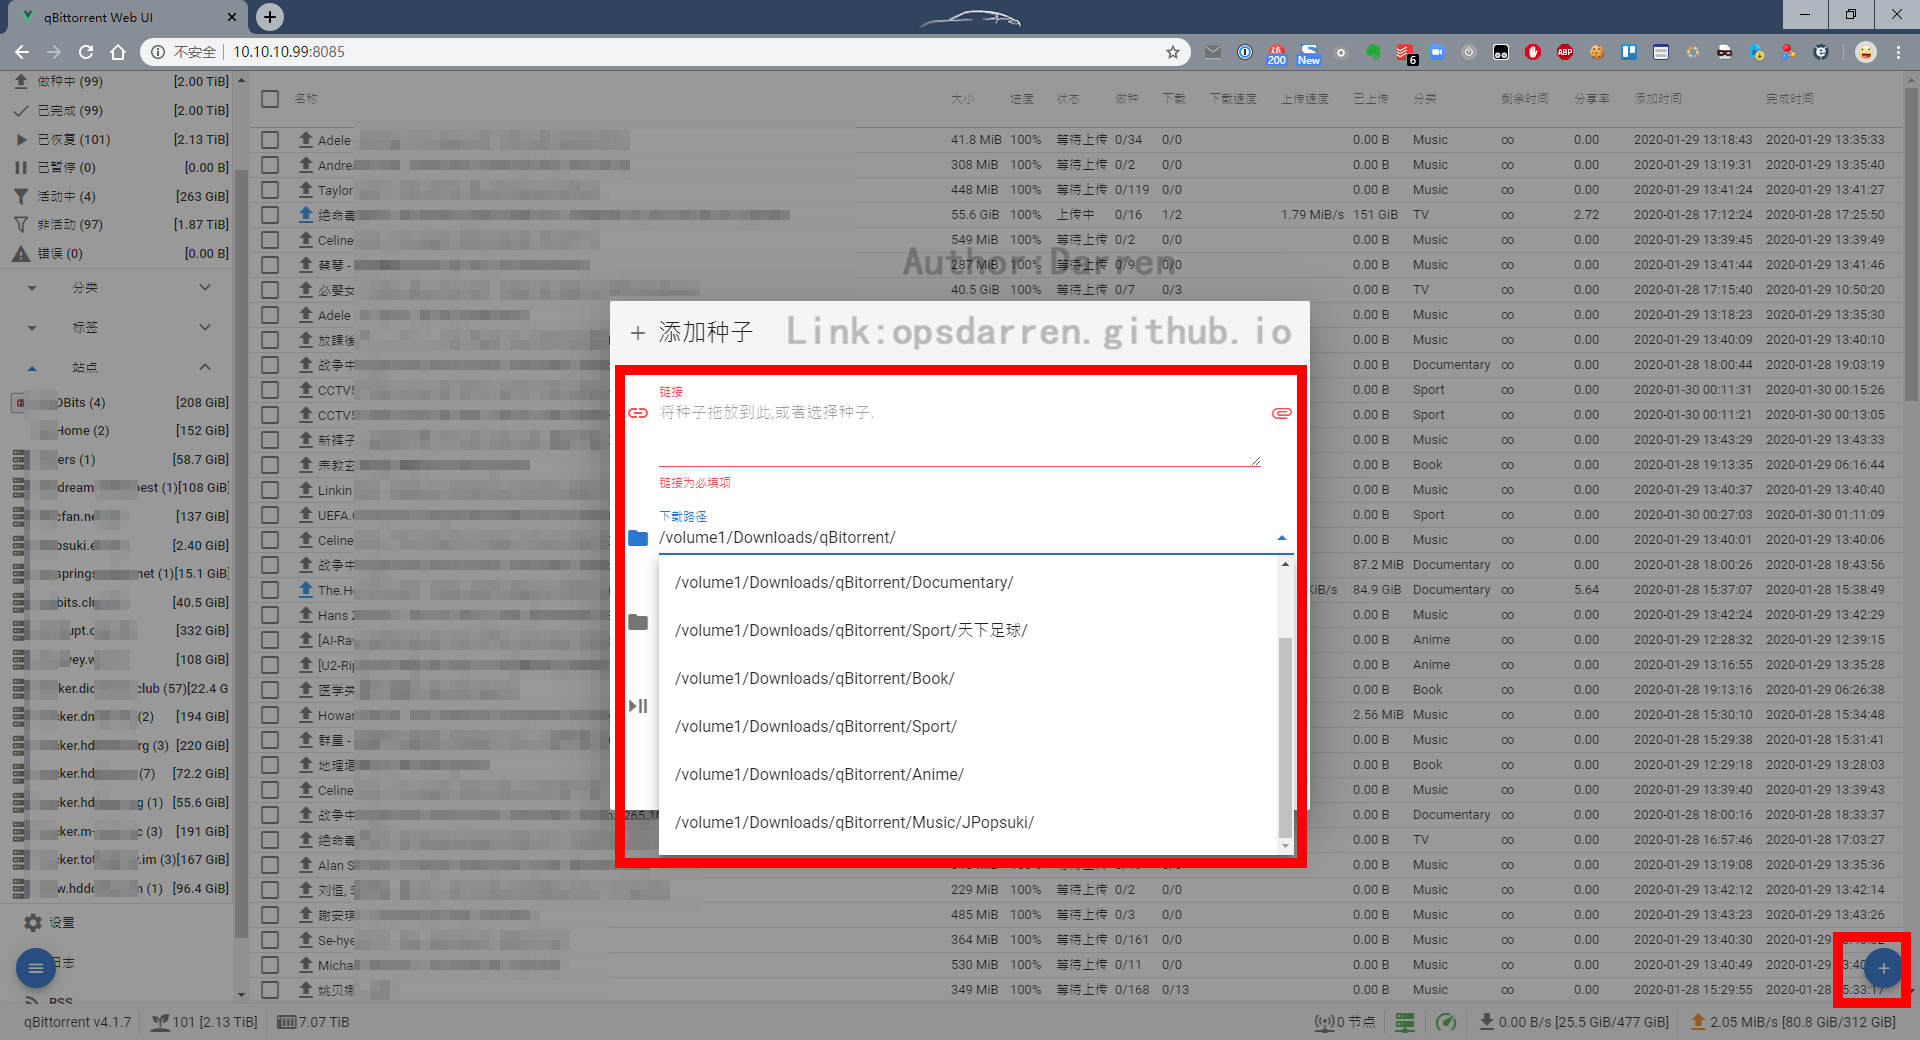 qBittorrent Web UI
不安全 10.10.10.99:8085
200 New 6 ABP
做种中 (99) [2.00 TiB]
已完成 (99) [2.00 TiB]
已恢复 (101) [2.13 TiB]
已暂停 (0) [0.00 B]
活动中 (4) [263 GiB]
非活动 (97) [1.87 TiB]
错误 (0) [0.00 B]
分类
标签
站点
DBits (4) [208 GiB]
Home (2) [152 GiB]
ers (1) [58.7 GiB]
dream est (1)[108 GiB]
cfan.ne [137 GiB]
osuki.e [2.40 GiB]
springs net (1)[15.1 GiB]
bits.clu [40.5 GiB]
upt.c [332 GiB]
ey.w [108 GiB]
ker.dic club (57)[22.4 G
cker.dm (2) [194 GiB]
cker.hd rg (3) [220 GiB]
cker.hd (7) [72.2 GiB]
cker.hd g (1) [55.6 GiB]
cker.m- c (3) [191 GiB]
cker.tot .im (3)[167 GiB]
w.hddo n (1) [96.4 GiB]
设置
日志
RSS
名称 大小 进度 状态 做种 下载 下载速度 上传速度 已上传 分类 剩余时间 分享率 添加时间 完成时间
Adele 41.8 MiB 100% 等待上传 0/34 0/0 0.00 B Music ∞ 0.00 2020-01-29 13:18:43 2020-01-29 13:35:33
Andre 308 MiB 100% 等待上传 0/2 0/0 0.00 B Music ∞ 0.00 2020-01-29 13:19:31 2020-01-29 13:35:40
Taylor 448 MiB 100% 等待上传 0/119 0/0 0.00 B Music ∞ 0.00 2020-01-29 13:41:24 2020-01-29 13:41:27
绝命毒 55.6 GiB 100% 上传中 0/16 1/2 1.79 MiB/s 151 GiB TV ∞ 2.72 2020-01-28 17:12:24 2020-01-28 17:25:50
Celine 549 MiB 100% 等待上传 0/2 0/0 0.00 B Music ∞ 0.00 2020-01-29 13:39:45 2020-01-29 13:39:49
Author:Darren
蔡琴 - 287 MiB 100% 等待上传 0/9 0/0 0.00 B Music ∞ 0.00 2020-01-29 13:41:44 2020-01-29 13:41:46
必娶女 40.5 GiB 100% 等待上传 0/7 0/3 0.00 B TV ∞ 0.00 2020-01-28 17:15:40 2020-01-29 10:50:20
Adele 0.00 B Music ∞ 0.00 2020-01-29 13:18:23 2020-01-29 13:35:30
放課後 0.00 B Music ∞ 0.00 2020-01-29 13:40:09 2020-01-29 13:40:10
战争中 0.00 B Documentary ∞ 0.00 2020-01-28 18:00:44 2020-01-28 19:03:19
CCTV5 0.00 B Sport ∞ 0.00 2020-01-30 00:11:31 2020-01-30 00:15:26
CCTV5 0.00 B Sport ∞ 0.00 2020-01-30 00:11:21 2020-01-30 00:13:05
新裤子 0.00 B Music ∞ 0.00 2020-01-29 13:43:29 2020-01-29 13:43:33
宗教玄 0.00 B Book ∞ 0.00 2020-01-28 19:13:35 2020-01-29 06:16:44
Linkin 0.00 B Music ∞ 0.00 2020-01-29 13:40:37 2020-01-29 13:40:40
UEFA.C 0.00 B Sport ∞ 0.00 2020-01-30 00:27:03 2020-01-30 01:11:09
Celine 0.00 B Music ∞ 0.00 2020-01-29 13:40:01 2020-01-29 13:40:06
战争中 87.2 MiB Documentary ∞ 0.00 2020-01-28 18:00:26 2020-01-28 18:43:56
The.H KiB/s 84.9 GiB Documentary ∞ 5.64 2020-01-28 15:37:07 2020-01-28 15:38:49
Hans Z 0.00 B Music ∞ 0.00 2020-01-29 13:42:24 2020-01-29 13:42:29
[AI-Ra 0.00 B Anime ∞ 0.00 2020-01-29 12:28:32 2020-01-29 12:39:15
[U2-Rip 0.00 B Anime ∞ 0.00 2020-01-29 13:16:55 2020-01-29 13:35:28
医学类 0.00 B Book ∞ 0.00 2020-01-28 19:13:16 2020-01-29 06:26:38
Howar 2.56 MiB Music ∞ 0.00 2020-01-28 15:30:10 2020-01-28 15:34:48
群星 - 0.00 B Music ∞ 0.00 2020-01-28 15:29:38 2020-01-28 15:31:41
地理堪 0.00 B Book ∞ 0.00 2020-01-29 12:29:18 2020-01-29 13:28:03
Celine 0.00 B Music ∞ 0.00 2020-01-29 13:39:40 2020-01-29 13:39:43
战争中 0.00 B Documentary ∞ 0.00 2020-01-28 18:00:16 2020-01-28 18:33:37
绝命毒 0.00 B TV ∞ 0.00 2020-01-28 16:57:46 2020-01-28 17:03:27
Alan S 0.00 B Music ∞ 0.00 2020-01-29 13:19:08 2020-01-29 13:35:36
刘恒, 229 MiB 100% 等待上传 0/2 0/0 0.00 B Music ∞ 0.00 2020-01-29 13:42:12 2020-01-29 13:42:14
謝安琪 485 MiB 100% 等待上传 0/3 0/0 0.00 B Music ∞ 0.00 2020-01-29 13:43:23 2020-01-29 13:43:26
Se-hye 364 MiB 100% 等待上传 0/161 0/0 0.00 B Music ∞ 0.00 2020-01-29 13:40:30 2020-01-29
Micha 530 MiB 100% 等待上传 0/11 0/0 0.00 B Music ∞ 0.00 2020-01-29 13:40:49 2020-01-29 13:40
姚贝娜 349 MiB 100% 等待上传 0/168 0/13 0.00 B Music ∞ 0.00 2020-01-28 15:29:55 2020-01-28 15:33:17
添加种子
Link:opsdarren.github.io
链接
将种子拖放到此,或者选择种子.
链接为必填项
下载路径
/volume1/Downloads/qBitorrent/
/volume1/Downloads/qBitorrent/Documentary/
/volume1/Downloads/qBitorrent/Sport/天下足球/
/volume1/Downloads/qBitorrent/Book/
/volume1/Downloads/qBitorrent/Sport/
/volume1/Downloads/qBitorrent/Anime/
/volume1/Downloads/qBitorrent/Music/JPopsuki/
qBittorrent v4.1.7 101 [2.13 TiB] 7.07 TiB 0 节点 0.00 B/s [25.5 GiB/477 GiB] 2.05 MiB/s [80.8 GiB/312 GiB]